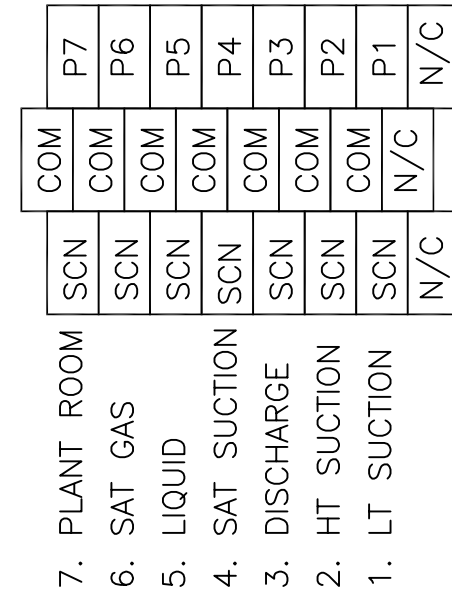 7. PLANT ROOM SCN COM P7
6. SAT GAS SCN COM P6
5. LIQUID SCN COM P5
4. SAT SUCTION SCN COM P4
3. DISCHARGE SCN COM P3
2. HT SUCTION SCN COM P2
1. LT SUCTION SCN COM P1
N/C N/C N/C